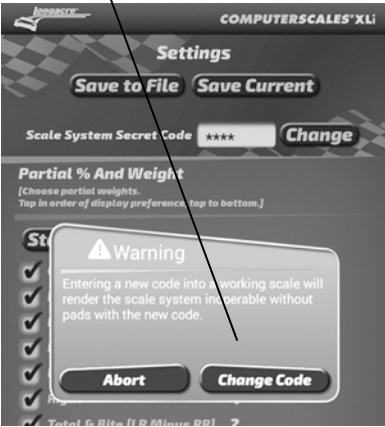 longacre
COMPUTERSCALES XLi
Settings
Save to File Save Current
Scale System Secret Code **** Change
Partial % And Weight
[Choose partial weights.
Tap in order of display preference, top to bottom.]
Warning
Entering a new code into a working scale will
render the scale system inoperable without
pads with the new code.
Abort Change Code
Total & Bite [LR Minus RR] 2